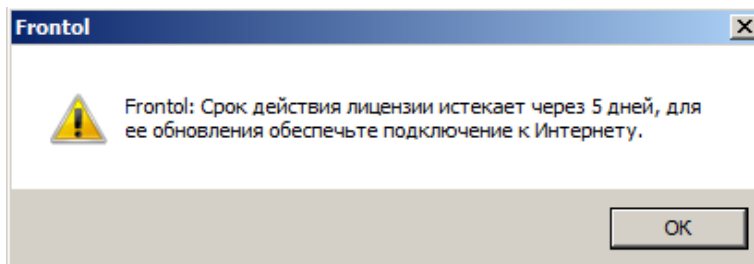 Frontol
Frontol: Срок действия лицензии истекает через 5 дней, для
ее обновления обеспечьте подключение к Интернету.
OK